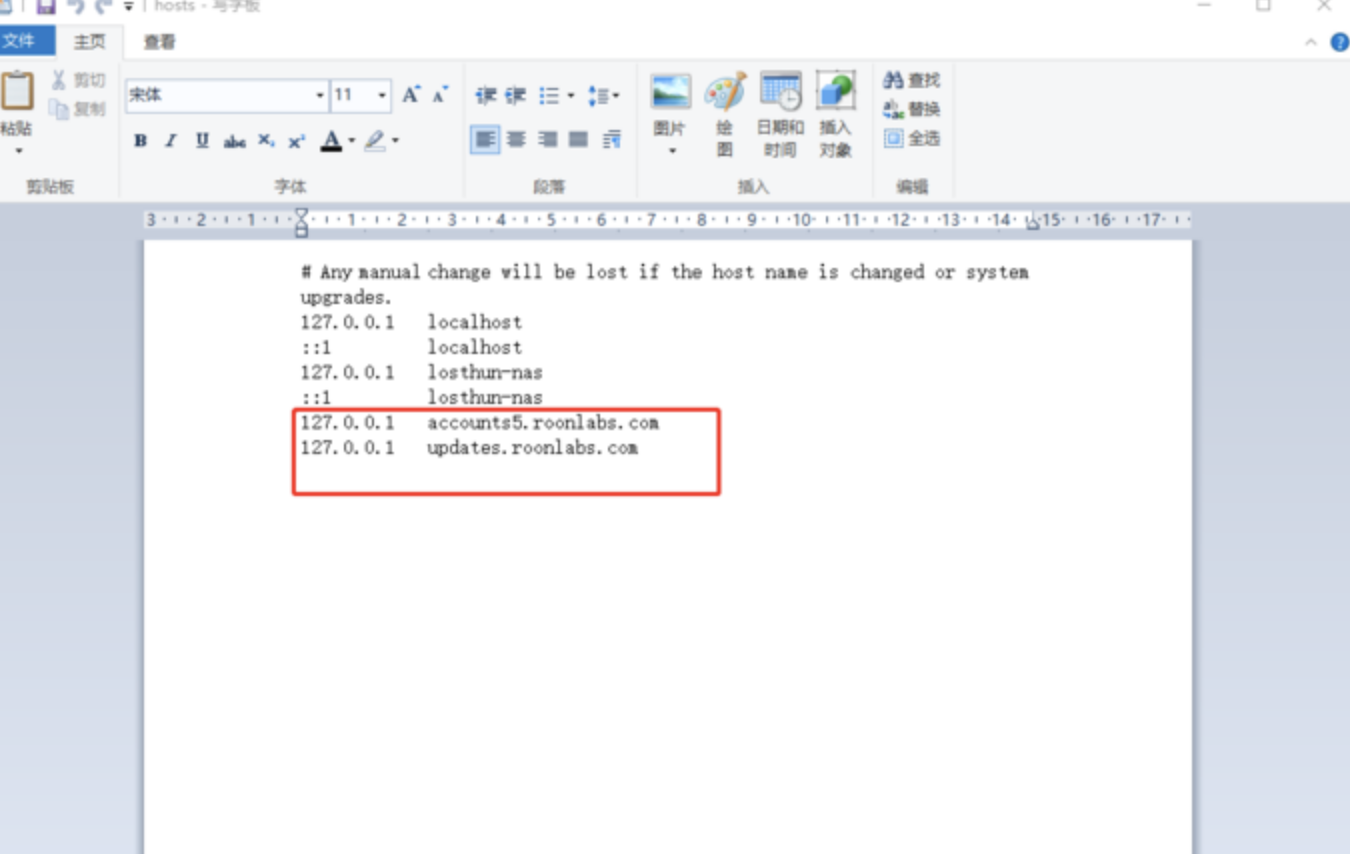 hosts - 写字板
文件 主页 查看
粘贴 剪切 复制 剪贴板
宋体 11
B I U abc X₂ X² A
字体
段落
图片 绘图 日期和时间 插入对象
插入
查找 替换 全选
编辑
3 2 1 1 2 3 4 5 6 7 8 9 10 11 12 13 14 15 16 17
# Any manual change will be lost if the host name is changed or system
upgrades.
127.0.0.1 localhost
::1 localhost
127.0.0.1 losthun-nas
::1 losthun-nas
127.0.0.1 accounts5.roonlabs.com
127.0.0.1 updates.roonlabs.com